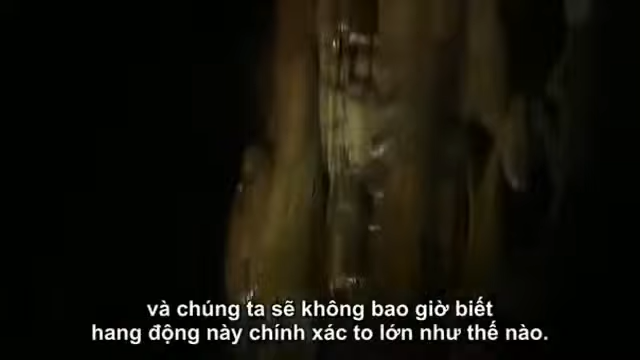 và chúng ta sẽ không bao giờ biết
hang động này chính xác to lớn như thế nào.